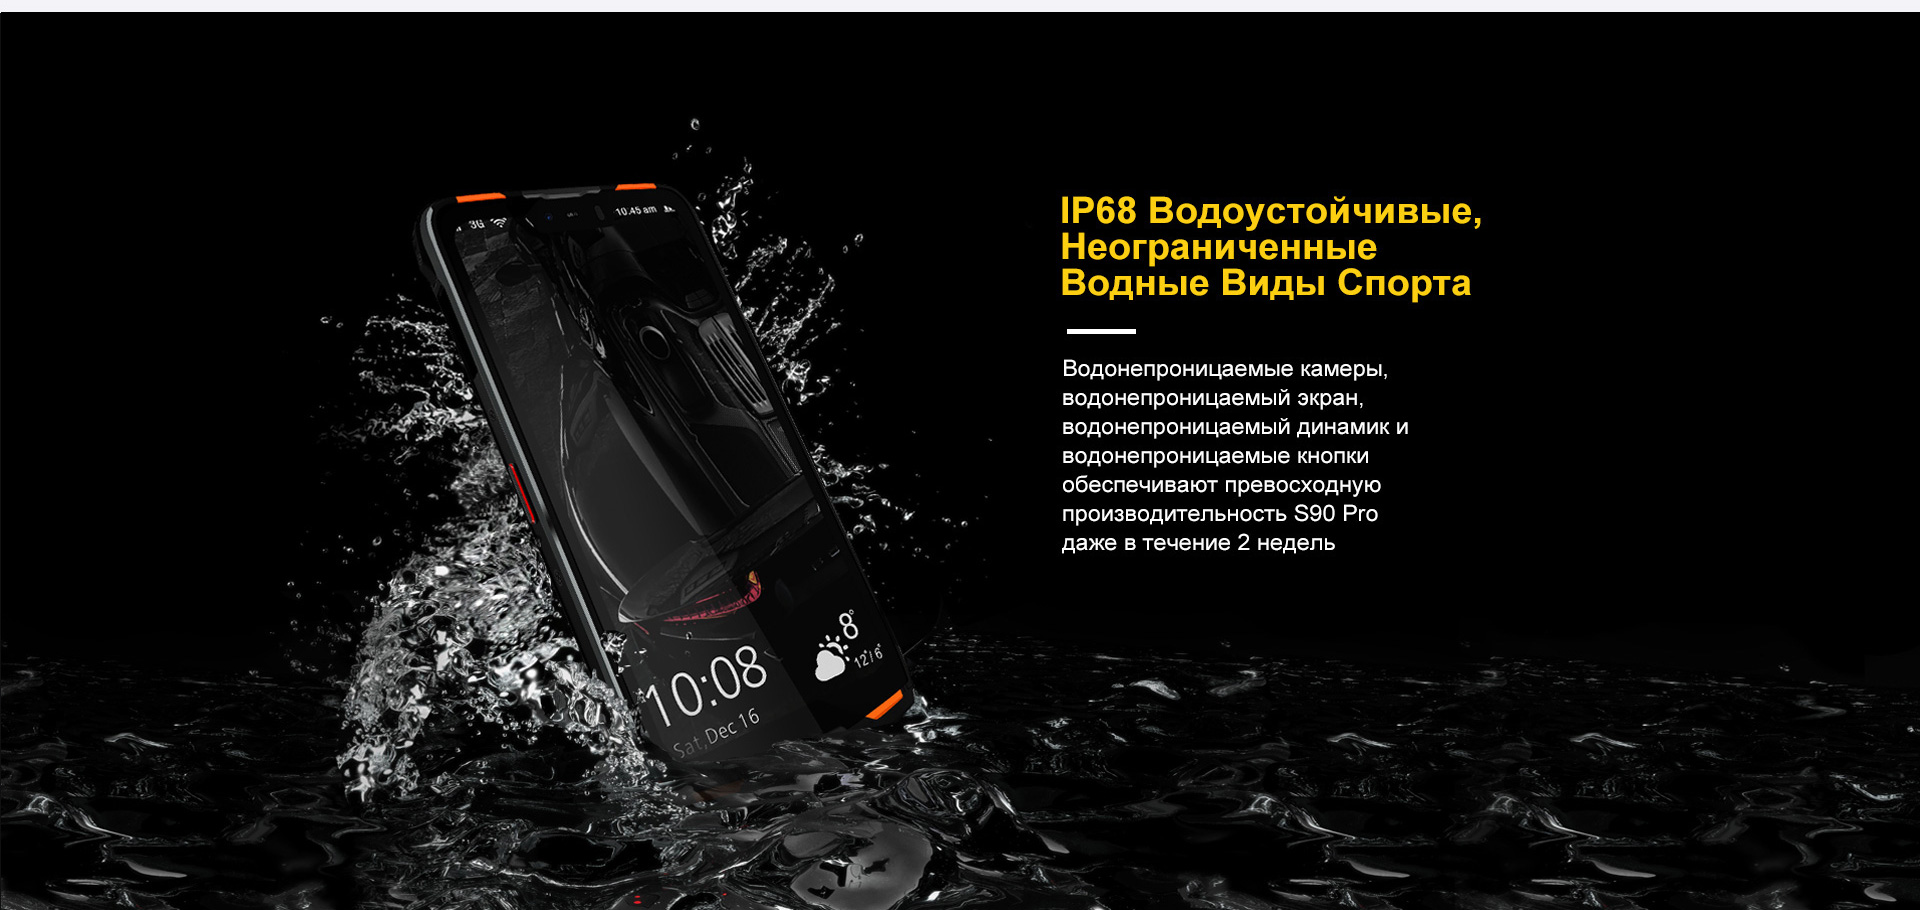 3G
10.45 am
IP68 Водоустойчивые,
Неограниченные
Водные Виды Спорта
Водонепроницаемые камеры,
водонепроницаемый экран,
водонепроницаемый динамик и
водонепроницаемые кнопки
обеспечивают превосходную
производительность S90 Pro
даже в течение 2 недель
8°
12°/ 6°
10:08
Sat,Dec 16